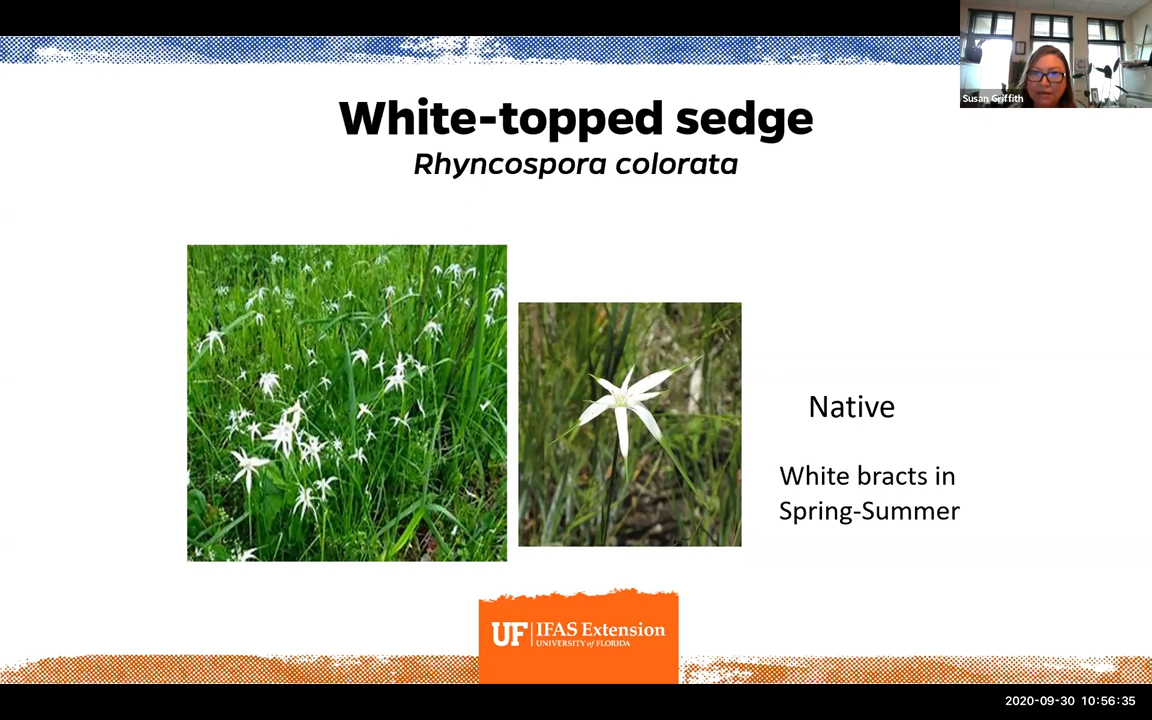 Susan Griffith
White-topped sedge
Rhyncospora colorata
Native
White bracts in
Spring-Summer
UF IFAS Extension
UNIVERSITY of FLORIDA
2020-09-30 10:56:35